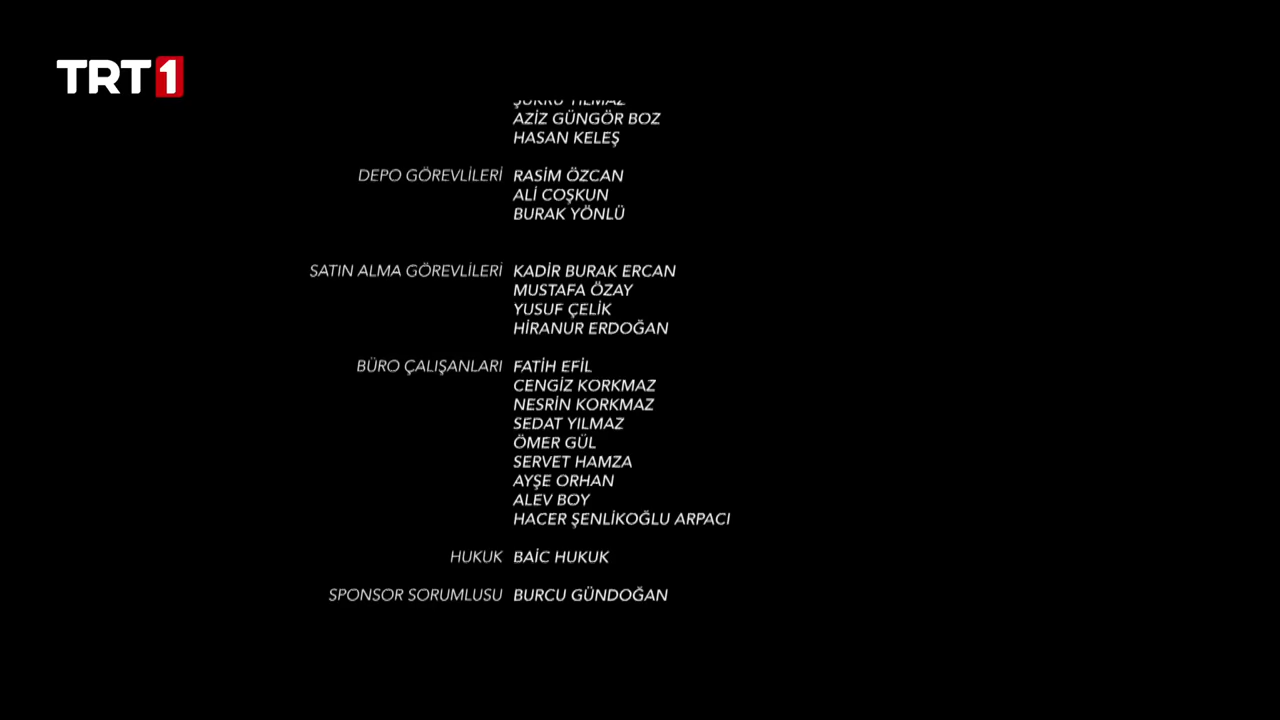 TRT1
AZİZ GÜNGÖR BOZ
HASAN KELEŞ
DEPO GÖREVLİLERİ RASİM ÖZCAN
ALİ COŞKUN
BURAK YÖNLÜ
SATIN ALMA GÖREVLİLERİ KADİR BURAK ERCAN
MUSTAFA ÖZAY
YUSUF ÇELİK
HİRANUR ERDOĞAN
BÜRO ÇALIŞANLARI FATİH EFİL
CENGİZ KORKMAZ
NESRİN KORKMAZ
SEDAT YILMAZ
ÖMER GÜL
SERVET HAMZA
AYŞE ORHAN
ALEV BOY
HACER ŞENLİKOĞLU ARPACI
HUKUK BAİC HUKUK
SPONSOR SORUMLUSU BURCU GÜNDOĞAN